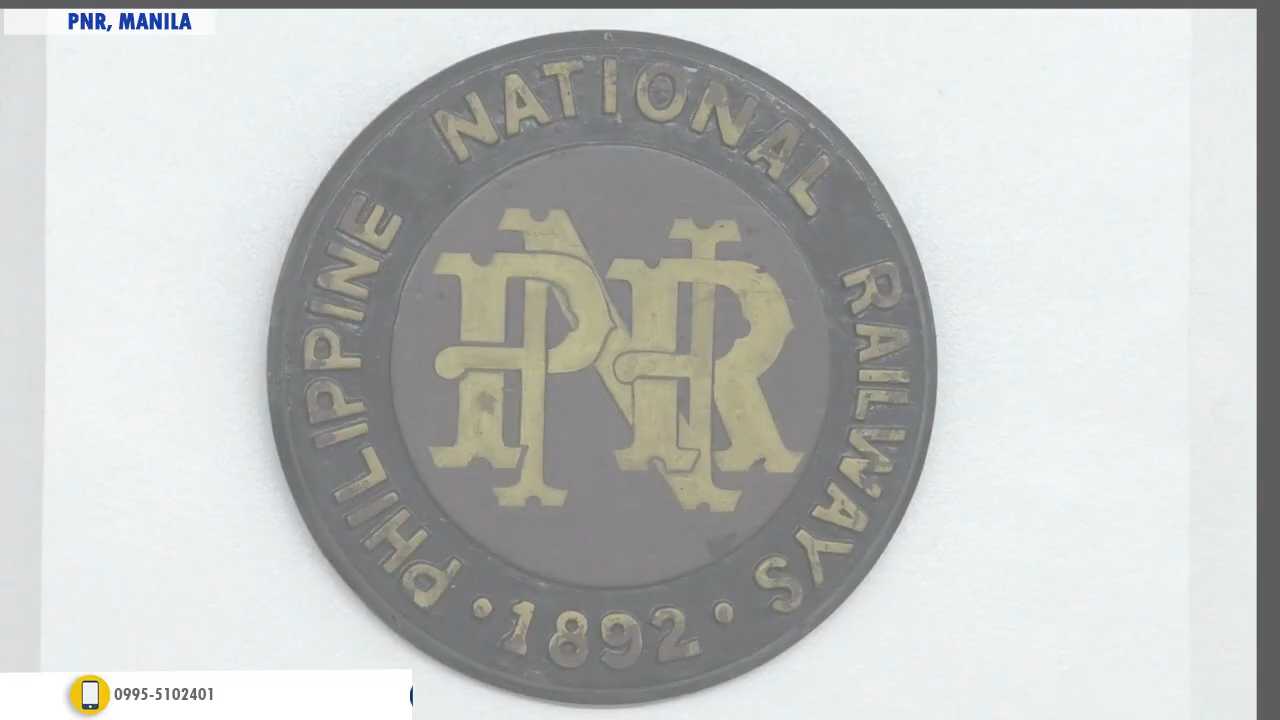 PNR, MANILA
PHILIPPINE NATIONAL RAILWAYS
PNR
• 1892 •
0995-5102401